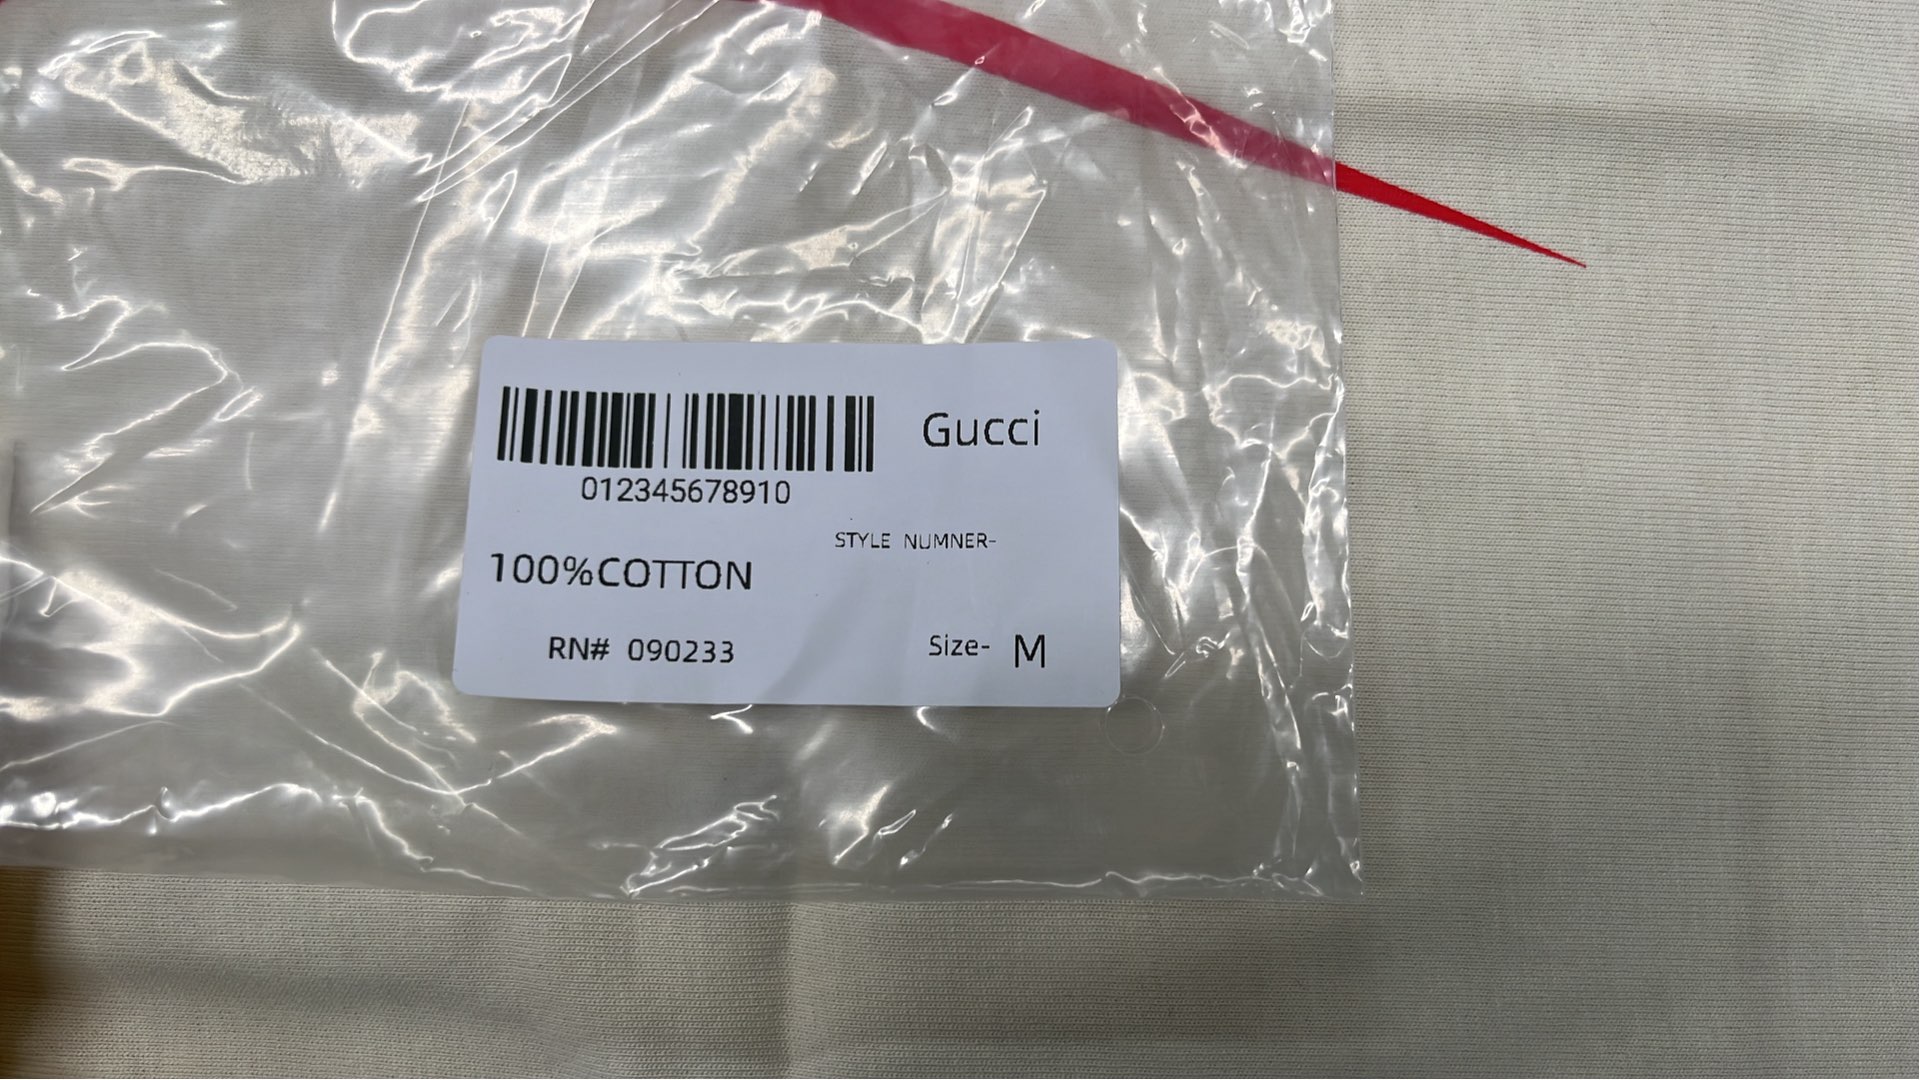 Gucci
012345678910
STYLE NUMNER-
100%COTTON
RN# 090233
Size- M